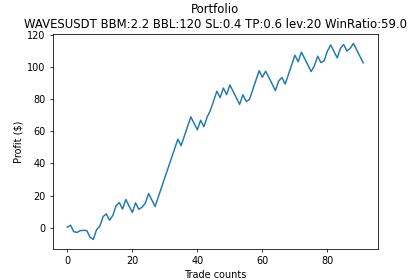 Portfolio
WAVESUSDT BBM:2.2 BBL:120 SL:0.4 TP:0.6 lev:20 WinRatio:59.0
120
100
80
60
40
20
0
Profit ($)
0 20 40 60 80
Trade counts